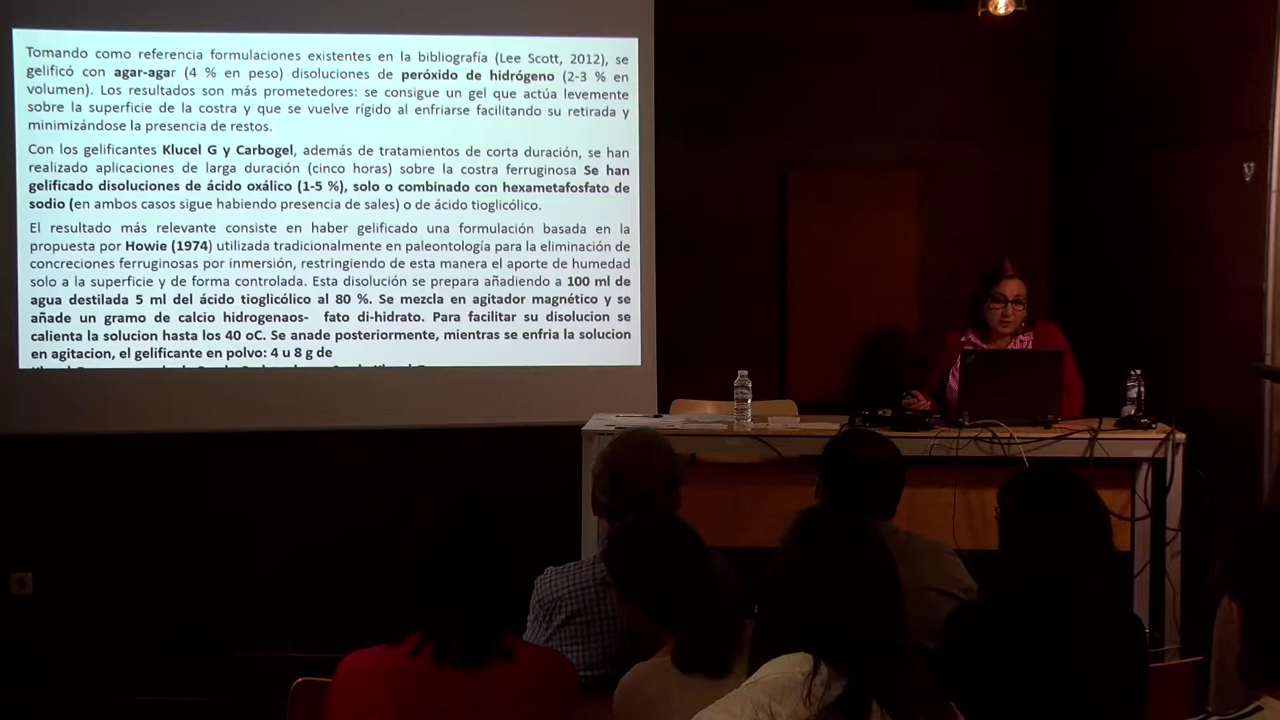 Tomando como referencia formulaciones existentes en la bibliografía (Lee Scott, 2012), se
gelificó con agar-agar (4 % en peso) disoluciones de peróxido de hidrógeno (2-3 % en
volumen). Los resultados son más prometedores: se consigue un gel que actúa levemente
sobre la superficie de la costra y que se vuelve rígido al enfriarse facilitando su retirada y
minimizándose la presencia de restos.
Con los gelificantes Klucel G y Carbogel, además de tratamientos de corta duración, se han
realizado aplicaciones de larga duración (cinco horas) sobre la costra ferruginosa Se han
gelificado disoluciones de ácido oxálico (1-5 %), solo o combinado con hexametafosfato de
sodio (en ambos casos sigue habiendo presencia de sales) o de ácido tioglicólico.
El resultado más relevante consiste en haber gelificado una formulación basada en la
propuesta por Howie (1974) utilizada tradicionalmente en paleontología para la eliminación de
concreciones ferruginosas por inmersión, restringiendo de esta manera el aporte de humedad
solo a la superficie y de forma controlada. Esta disolución se prepara añadiendo a 100 ml de
agua destilada 5 ml del ácido tioglicólico al 80 %. Se mezcla en agitador magnético y se
añade un gramo de calcio hidrogenaos- fato di-hidrato. Para facilitar su disolucion se
calienta la solucion hasta los 40 oC. Se anade posteriormente, mientras se enfria la solucion
en agitacion, el gelificante en polvo: 4 u 8 g de